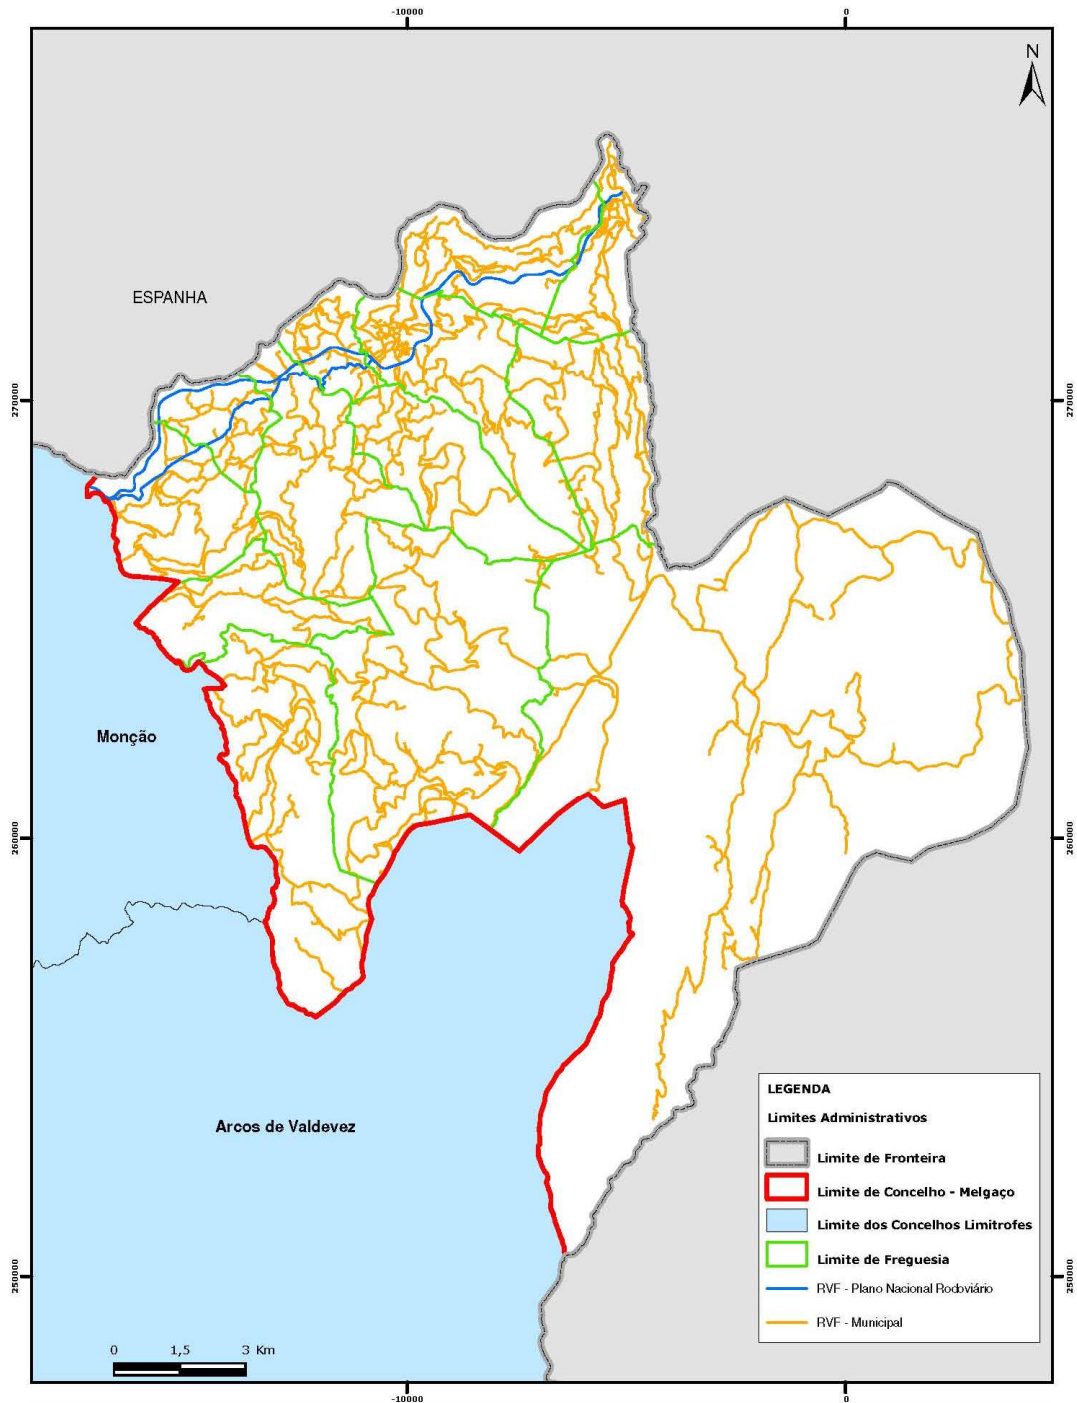 -10000
0
N
ESPANHA
270000
270000
Monção
260000
260000
Arcos de Valdevez
250000
250000
LEGENDA
Limites Administrativos
Limite de Fronteira
Limite de Concelho - Melgaço
Limite dos Concelhos Limitrofes
Limite de Freguesia
RVF - Plano Nacional Rodoviário
RVF - Municipal
0 1,5 3 Km
-10000
0